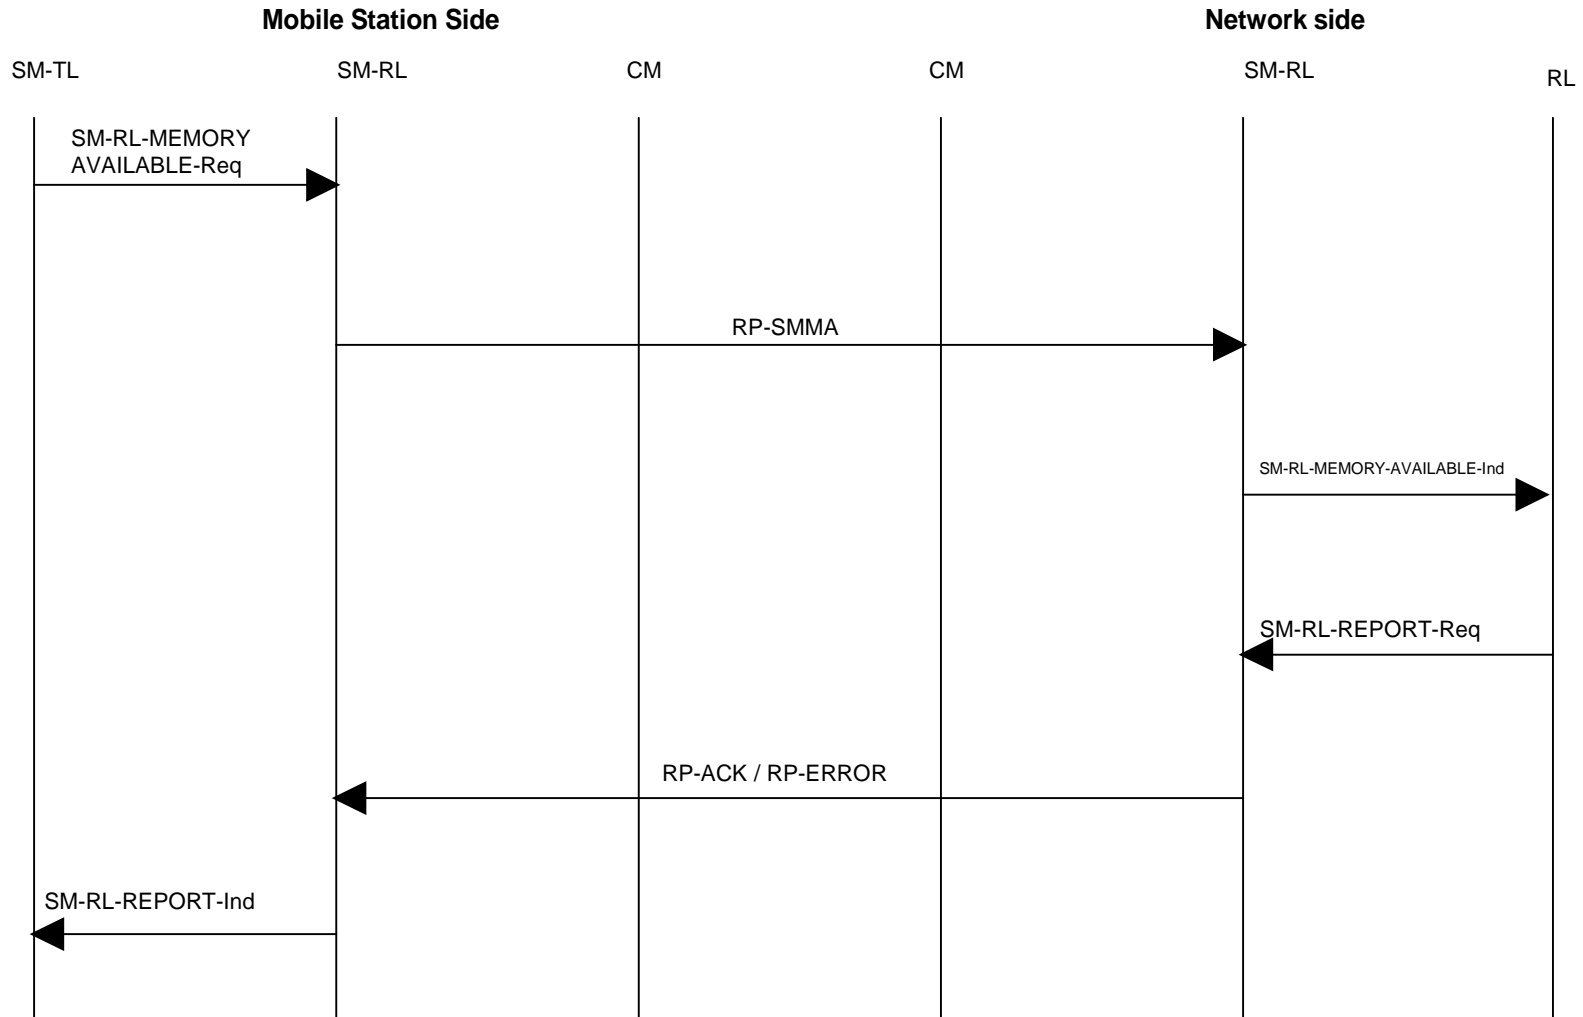 Mobile Station Side
Network side
SM-TL
SM-RL
CM
CM
SM-RL
RL
SM-RL-MEMORY
AVAILABLE-Req
RP-SMMA
SM-RL-MEMORY-AVAILABLE-Ind
SM-RL-REPORT-Req
RP-ACK / RP-ERROR
SM-RL-REPORT-Ind